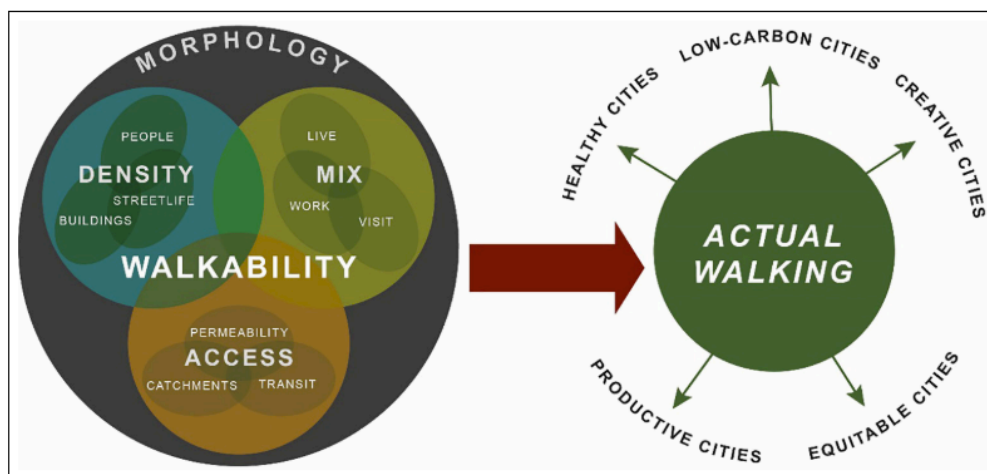 MORPHOLOGY
PEOPLE
DENSITY
STREETLIFE
BUILDINGS
LIVE
MIX
WORK
VISIT
WALKABILITY
PERMEABILITY
ACCESS
CATCHMENTS
TRANSIT
HEALTHY CITIES
LOW-CARBON CITIES
CREATIVE CITIES
ACTUAL
WALKING
PRODUCTIVE CITIES
EQUITABLE CITIES